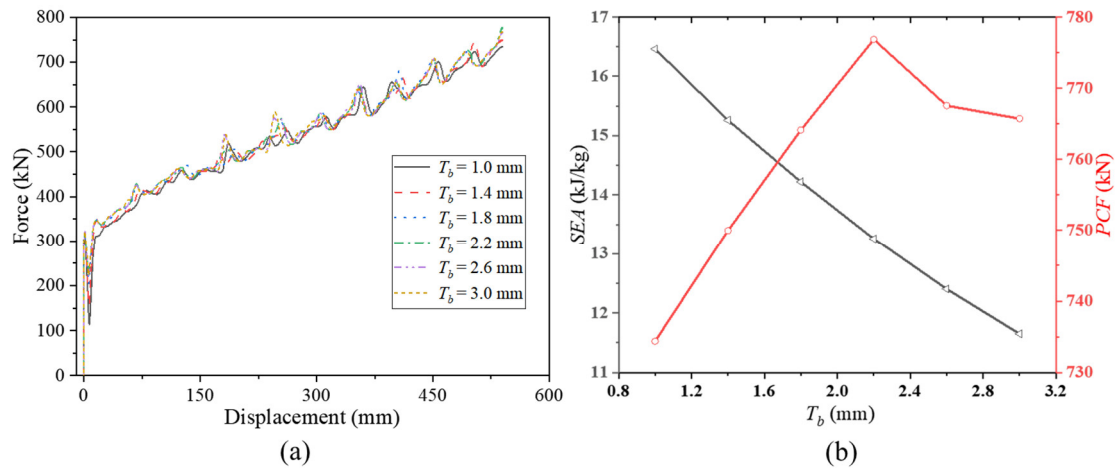 800
700
600
500
400
300
200
100
0
Force (kN)
0
150
300
450
600
Displacement (mm)
T_b = 1.0 mm
T_b = 1.4 mm
T_b = 1.8 mm
T_b = 2.2 mm
T_b = 2.6 mm
T_b = 3.0 mm
(a)
17
16
15
14
13
12
11
SEA (kJ/kg)
0.8
1.2
1.6
2.0
2.4
2.8
3.2
T_b (mm)
780
770
760
750
740
730
PCF (kN)
(b)